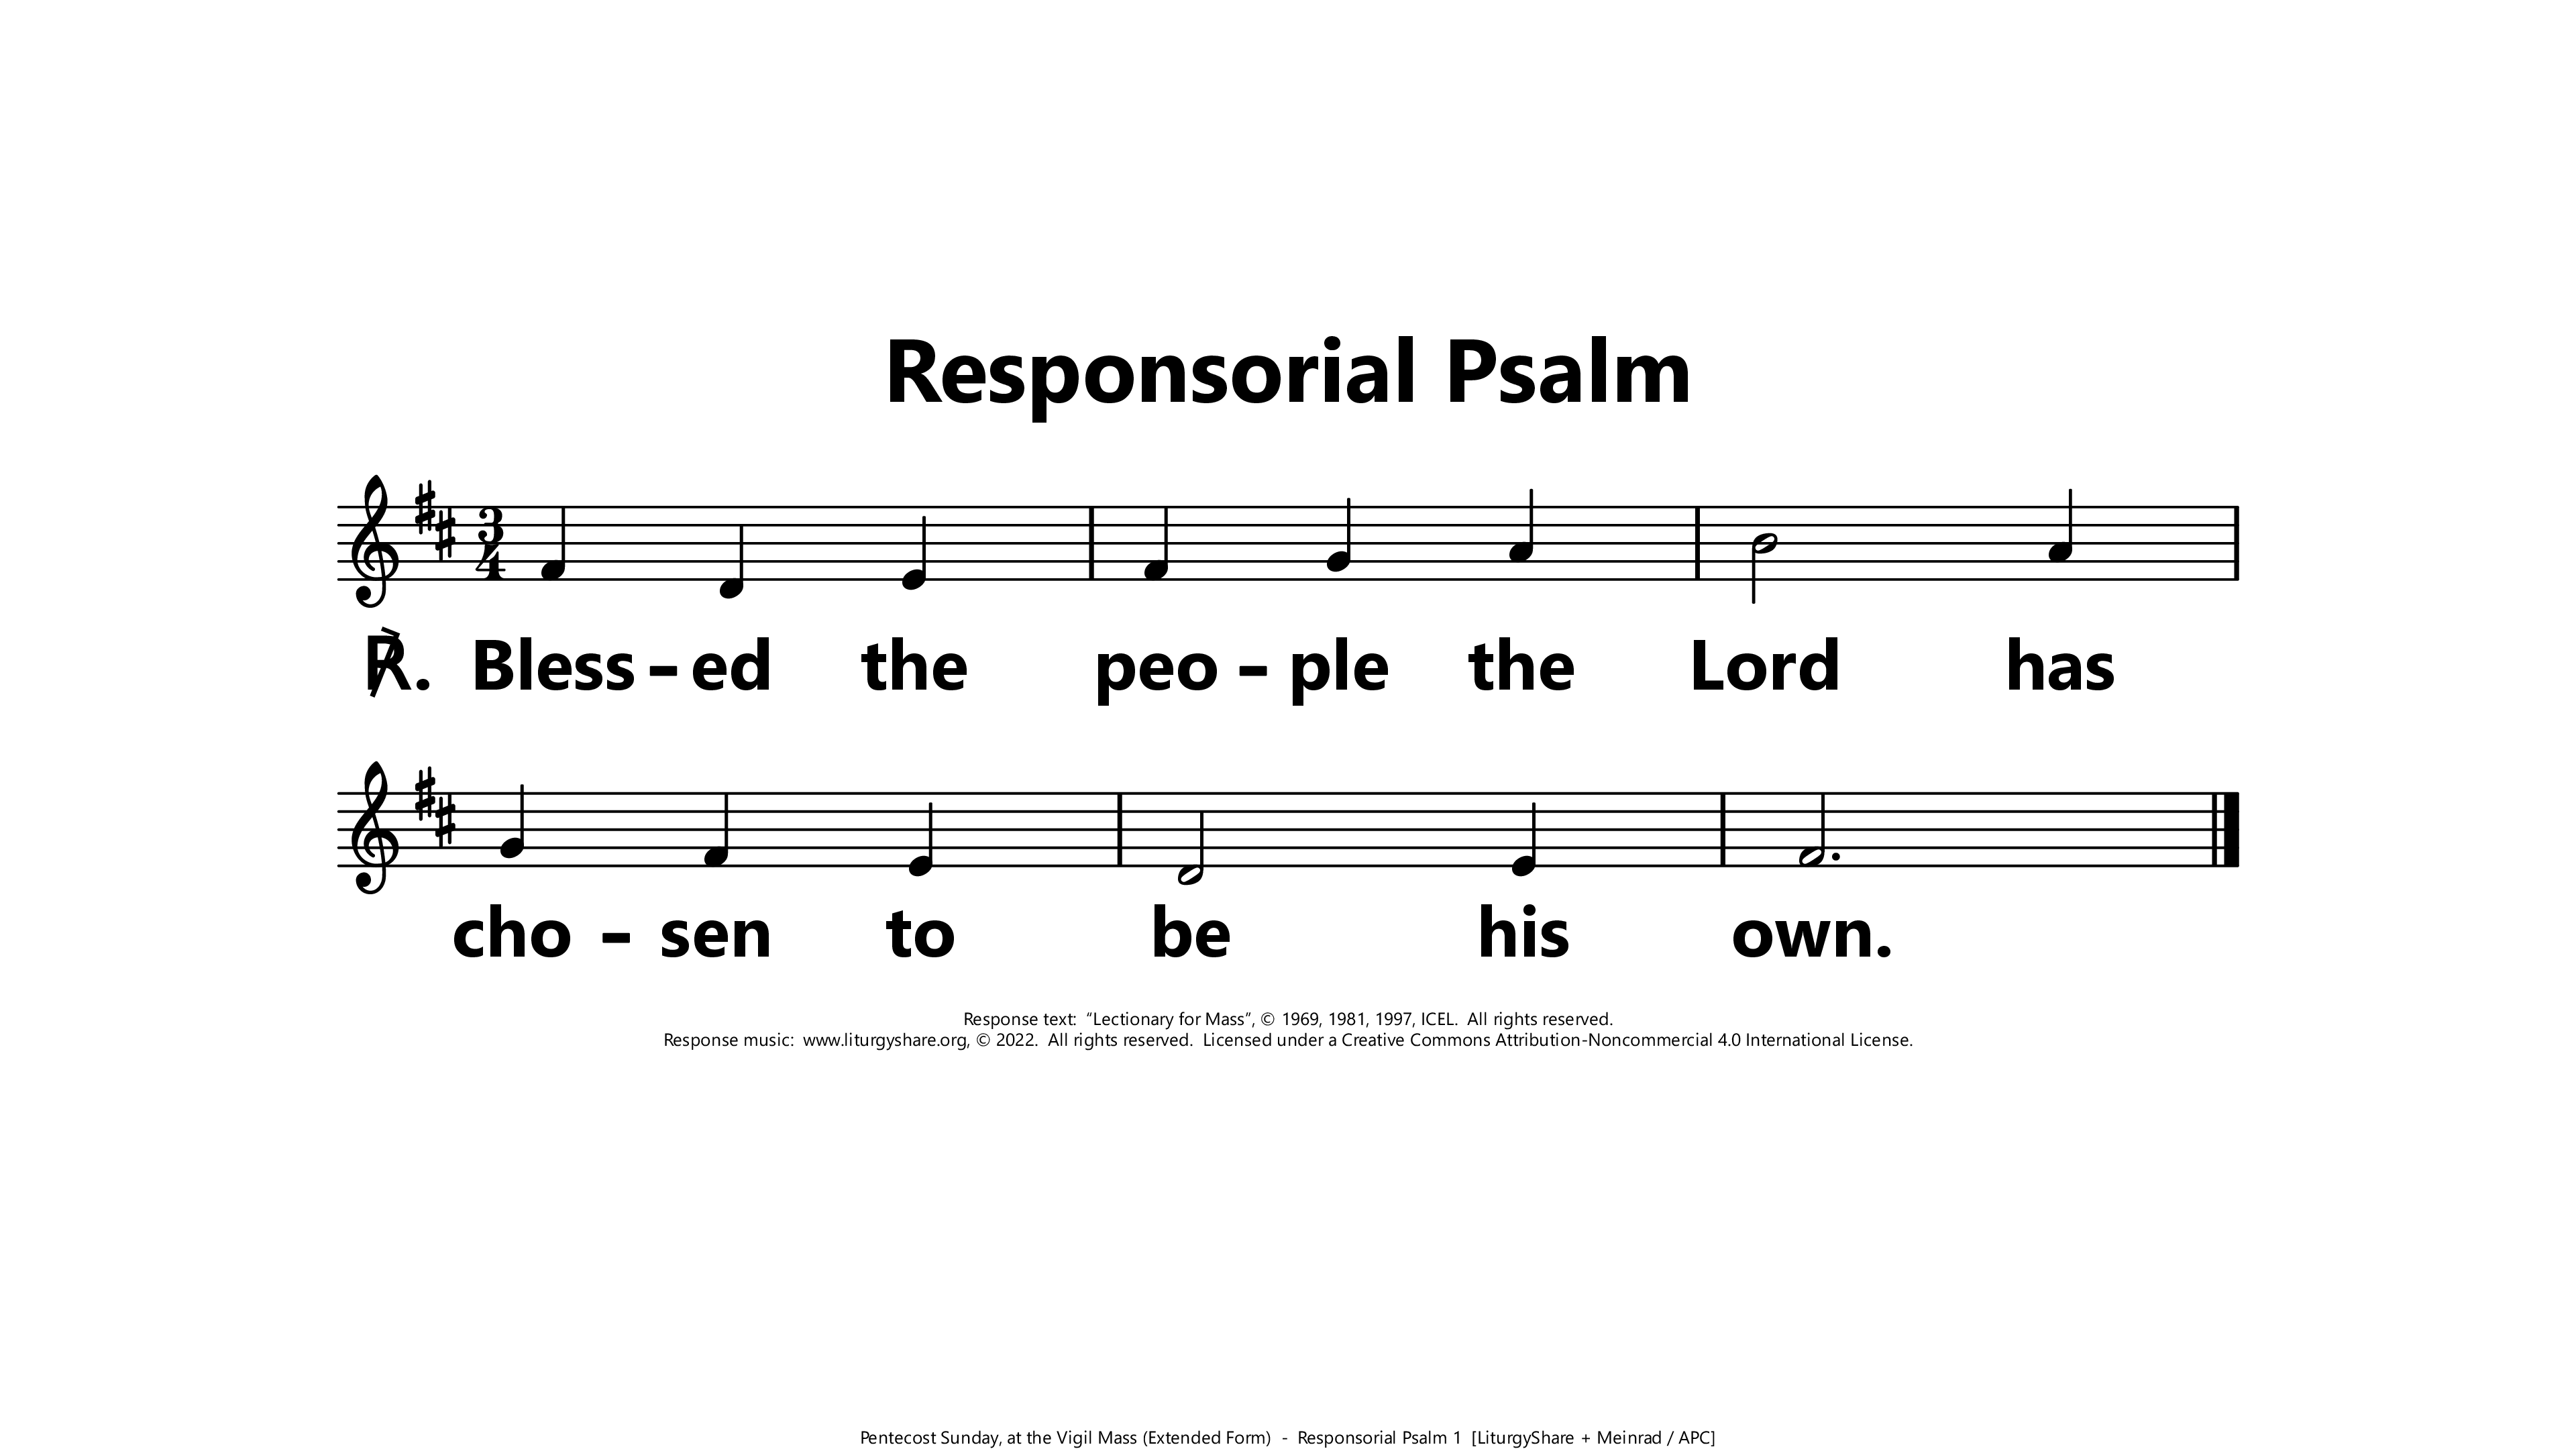 Responsorial Psalm
℟. Bless - ed the peo - ple the Lord has
cho - sen to be his own.
Response text:  “Lectionary for Mass”, © 1969, 1981, 1997, ICEL.  All rights reserved.
Response music:  www.liturgyshare.org, © 2022.  All rights reserved.  Licensed under a Creative Commons Attribution-Noncommercial 4.0 International License.
Pentecost Sunday, at the Vigil Mass (Extended Form)  -  Responsorial Psalm 1  [LiturgyShare + Meinrad / APC]